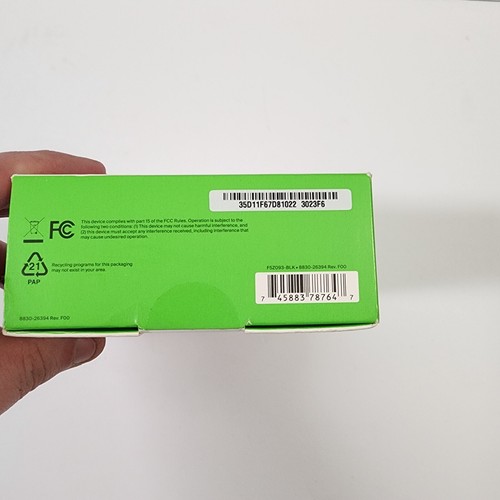 35D11F67D81022 3023F6
FC
This device complies with part 15 of the FCC Rules. Operation is subject to the
following two conditions: (1) This device may not cause harmful interference, and
(2) this device must accept any interference received, including interference that
may cause undesired operation.
21
PAP
Recycling programs for this packaging
may not exist in your area.
F8Z093-BLK • 8830-26394 Rev. F00
7 45883 78764 7
8830-26394 Rev. F00